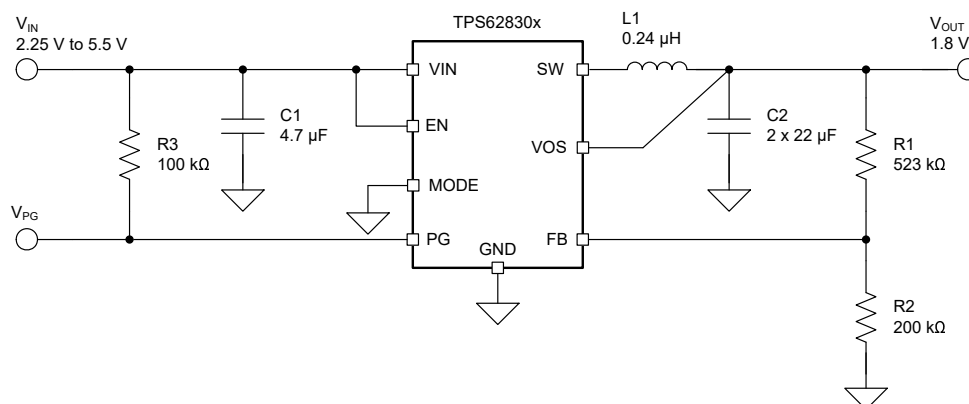 TPS62830x
V_IN
2.25 V to 5.5 V
L1
0.24 µH
V_OUT
1.8 V
VIN
SW
C1
4.7 µF
EN
C2
2 x 22 µF
R3
100 kΩ
VOS
R1
523 kΩ
MODE
V_PG
PG
GND
FB
R2
200 kΩ